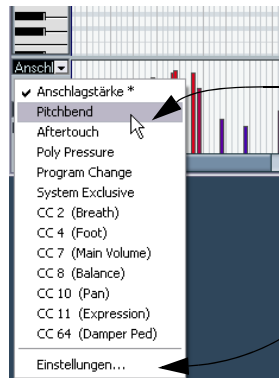 Anschl
Anschlagstärke *
Pitchbend
Aftertouch
Poly Pressure
Program Change
System Exclusive
CC 2 (Breath)
CC 4 (Foot)
CC 7 (Main Volume)
CC 8 (Balance)
CC 10 (Pan)
CC 11 (Expression)
CC 64 (Damper Ped)
Einstellungen...